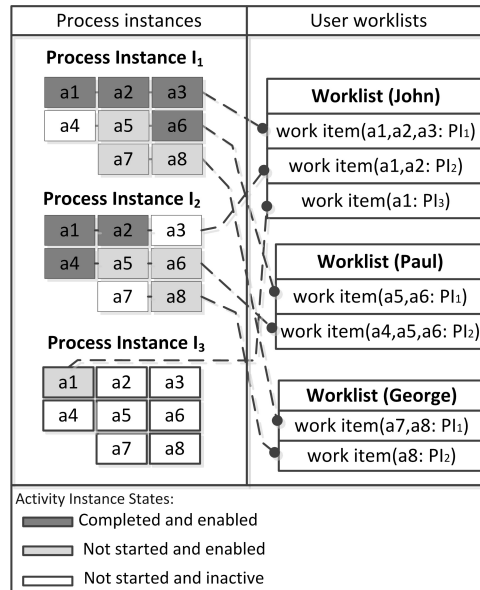 Process instances
User worklists
Process Instance I₁
a1 a2 a3
a4 a5 a6
a7 a8
Process Instance I₂
a1 a2 a3
a4 a5 a6
a7 a8
Process Instance I₃
a1 a2 a3
a4 a5 a6
a7 a8
Worklist (John)
work item(a1,a2,a3: PI₁)
work item(a1,a2: PI₂)
work item(a1: PI₃)
Worklist (Paul)
work item(a5,a6: PI₁)
work item(a4,a5,a6: PI₂)
Worklist (George)
work item(a7,a8: PI₁)
work item(a8: PI₂)
Activity Instance States:
Completed and enabled
Not started and enabled
Not started and inactive